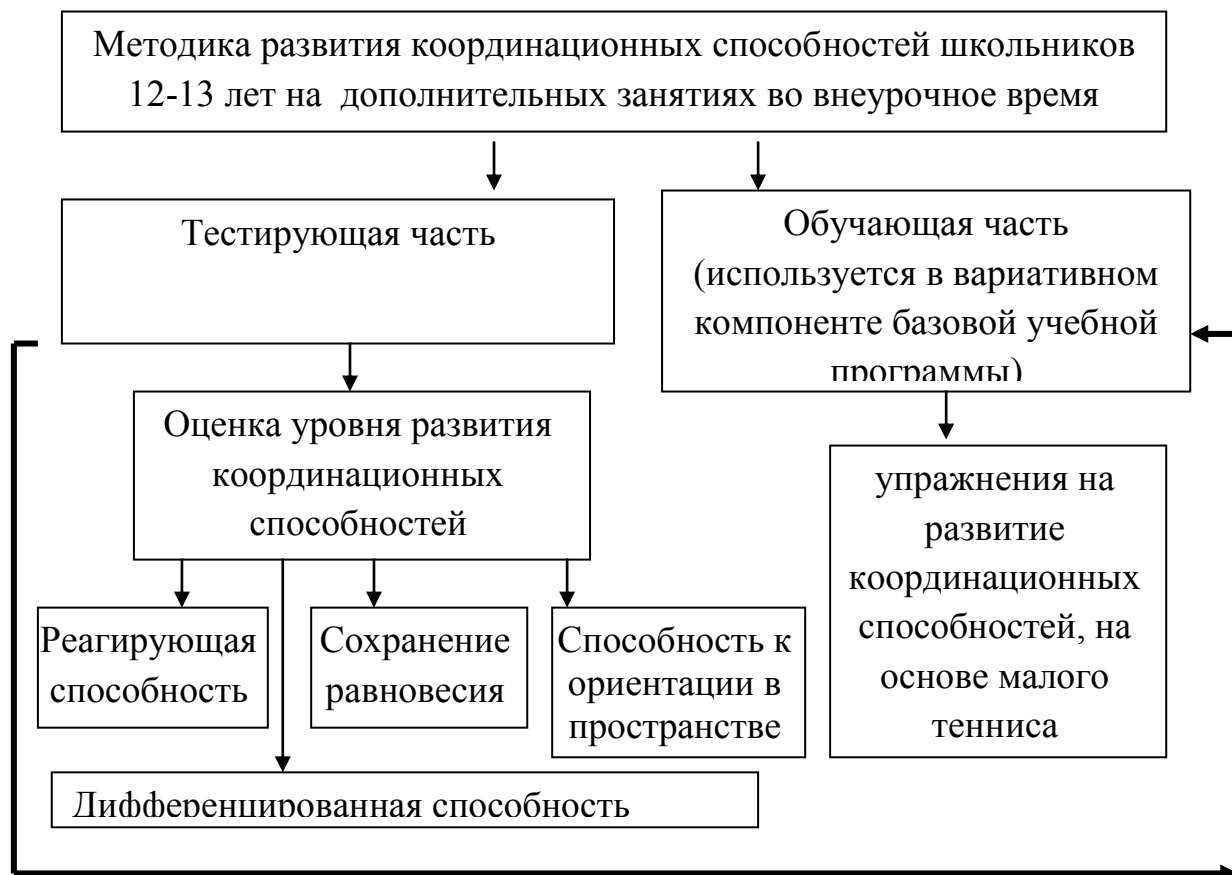 Методика развития координационных способностей школьников
12-13 лет на дополнительных занятиях во внеурочное время
Тестирующая часть
Обучающая часть
(используется в вариативном
компоненте базовой учебной
программы)
Оценка уровня развития
координационных
способностей
упражнения на
развитие
координационных
способностей, на
основе малого
тенниса
Реагирующая
способность
Сохранение
равновесия
Способность к
ориентации в
пространстве
Дифференцированная способность